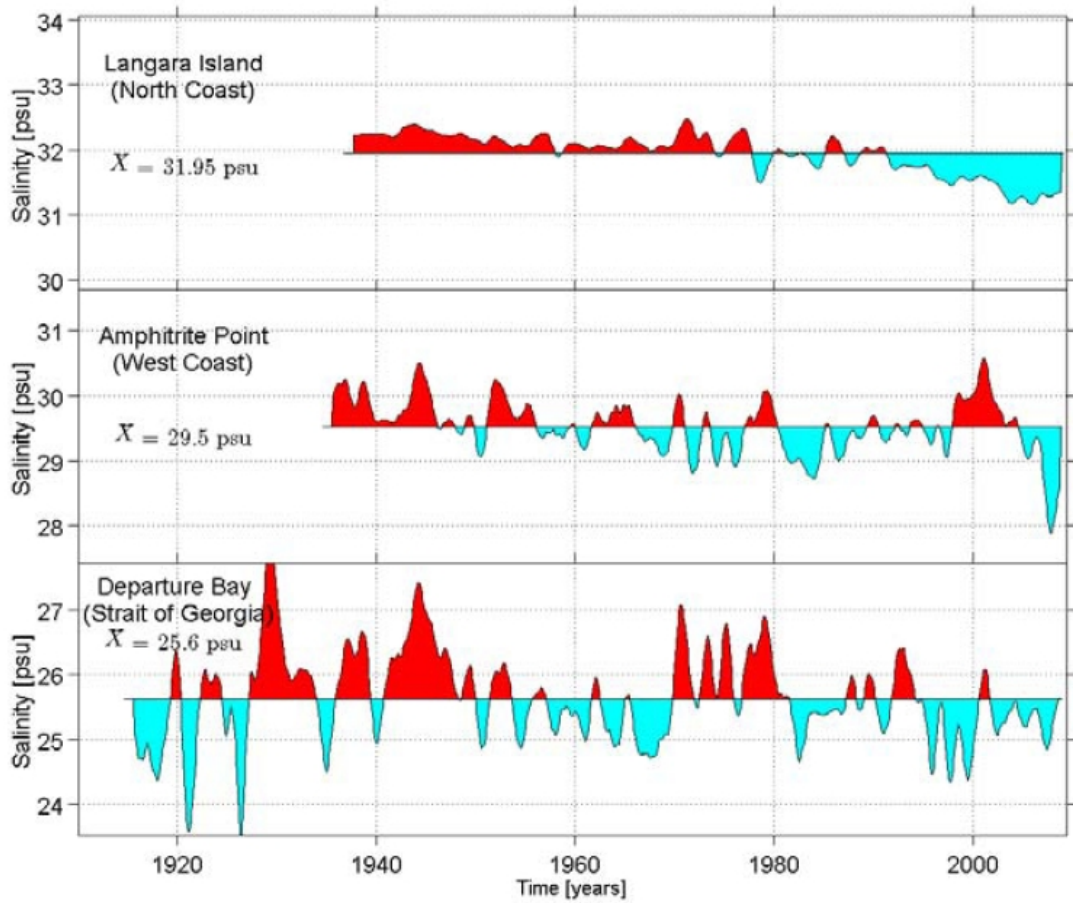 34
Langara Island
(North Coast)
33
32
X = 31.95 psu
31
30
Salinity [psu]
31
Amphitrite Point
(West Coast)
30
X = 29.5 psu
29
28
Salinity [psu]
Departure Bay
(Strait of Georgia)
27
X = 25.6 psu
26
25
24
Salinity [psu]
1920 1940 1960 1980 2000
Time [years]